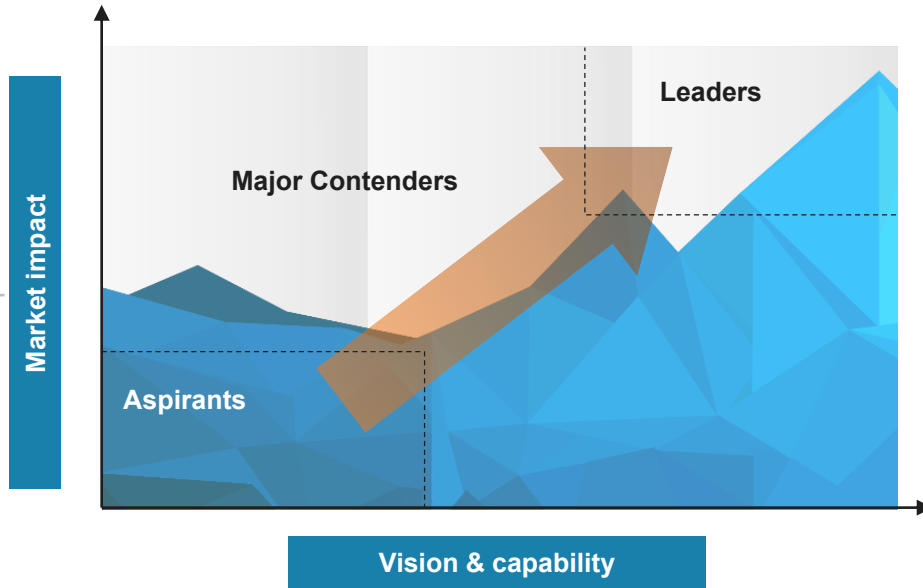 Leaders
Major Contenders
Market impact
Aspirants
Vision & capability